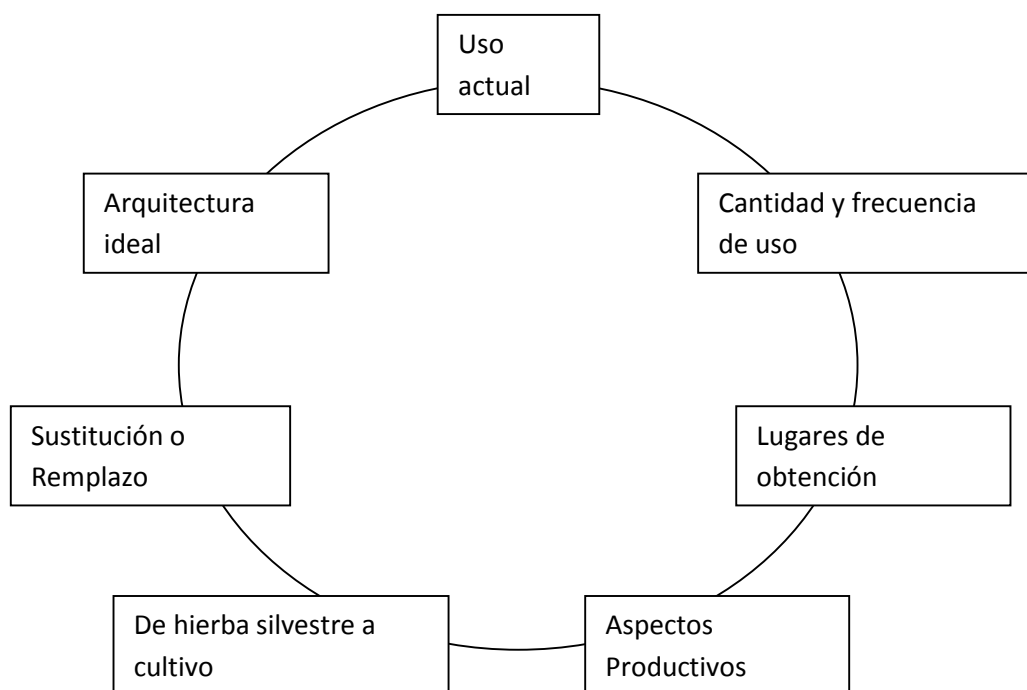 Uso
actual
Cantidad y frecuencia
de uso
Lugares de
obtención
Aspectos
Productivos
De hierba silvestre a
cultivo
Sustitución o
Remplazo
Arquitectura
ideal